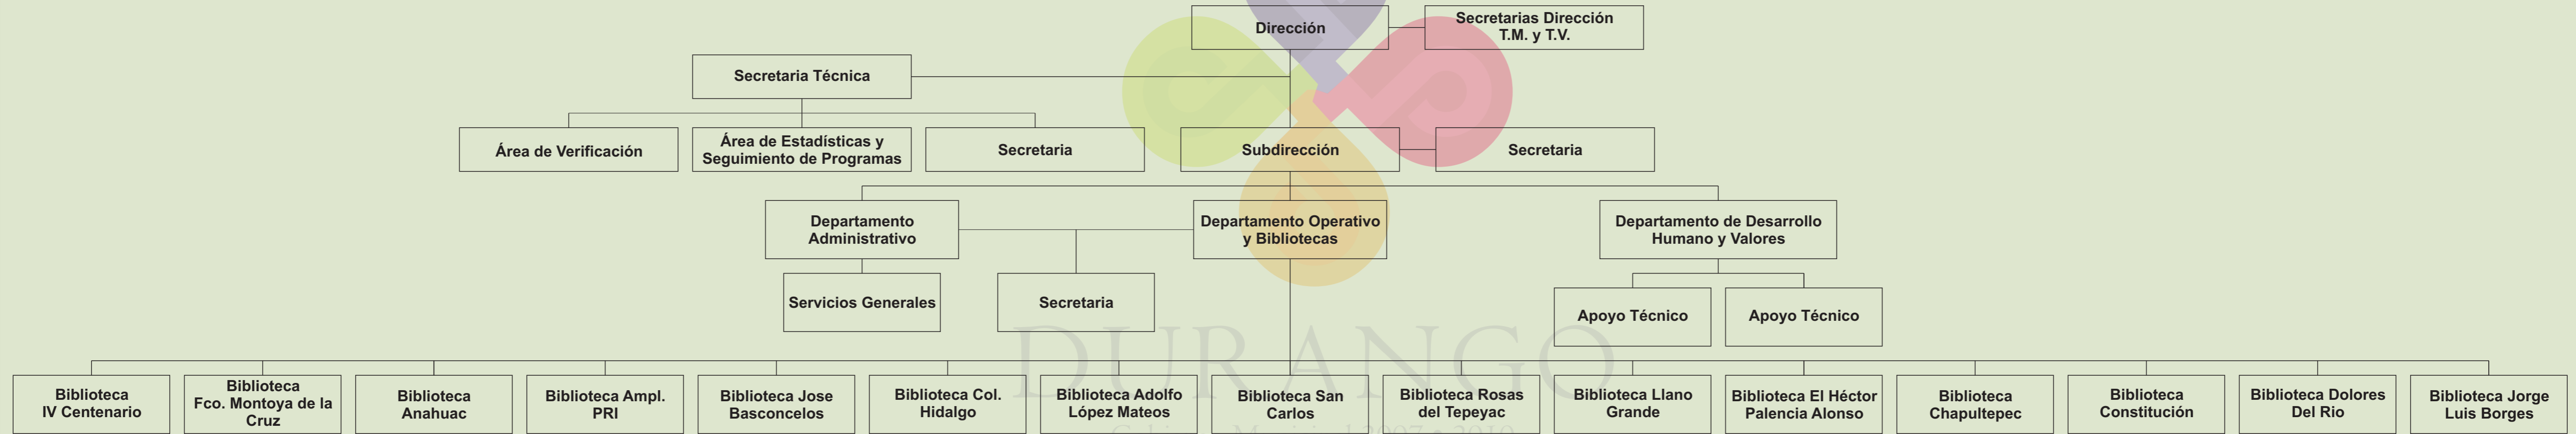 Dirección
Secretarias Dirección
T.M. y T.V.
Secretaria Técnica
Área de Verificación
Área de Estadísticas y
Seguimiento de Programas
Secretaria
Subdirección
Secretaria
Departamento
Administrativo
Departamento Operativo
y Bibliotecas
Departamento de Desarrollo
Humano y Valores
Servicios Generales
Secretaria
Apoyo Técnico
Apoyo Técnico
DURANGO
Biblioteca
IV Centenario
Biblioteca
Fco. Montoya de la
Cruz
Biblioteca
Anahuac
Biblioteca Ampl.
PRI
Biblioteca Jose
Basconcelos
Biblioteca Col.
Hidalgo
Biblioteca Adolfo
López Mateos
Biblioteca San
Carlos
Biblioteca Rosas
del Tepeyac
Biblioteca Llano
Grande
Biblioteca El Héctor
Palencia Alonso
Biblioteca
Chapultepec
Biblioteca
Constitución
Biblioteca Dolores
Del Rio
Biblioteca Jorge
Luis Borges